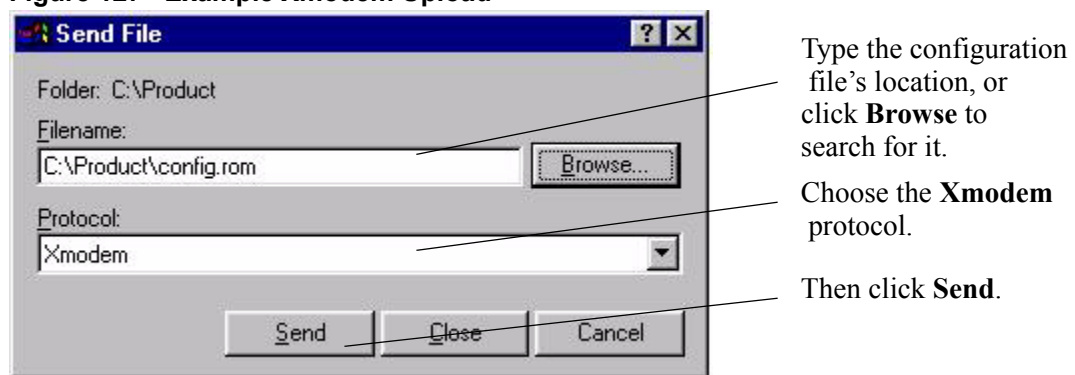 Figure 127 Example Xmodem Upload
Send File
Folder: C:\Product
Filename:
C:\Product\config.rom
Browse...
Protocol:
Xmodem
Send
Close
Cancel
Type the configuration
file’s location, or
click Browse to
search for it.
Choose the Xmodem
protocol.
Then click Send.